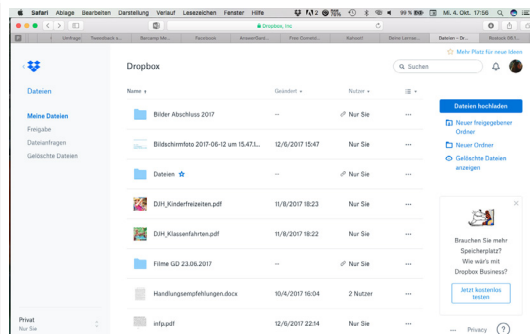 Safari Ablage Bearbeiten Darstellung Verlauf Lesezeichen Fenster Hilfe 99 % Mi. 4. Okt. 17:56
Dropbox, Inc.
Umfrage Facebook
Mehr Platz für neue Ideen
Dropbox
Suchen
Dateien
Name Geändert Nutzer
Dateien hochladen
Meine Dateien
Freigabe
Dateianfragen
Gelöschte Dateien
Bilder Abschluss 2017 -- Nur Sie
Neuer freigegebener Ordner
Bildschirmfoto 2017-06-12 um 15.47.1... 12/6/2017 15:47 Nur Sie
Neuer Ordner
Dateien -- Nur Sie
Gelöschte Dateien anzeigen
DJH_Kinderfreizeiten.pdf 11/8/2017 18:23 Nur Sie
DJH_Klassenfahrten.pdf 11/8/2017 18:22 Nur Sie
Filme GD 23.06.2017 -- Nur Sie
Handlungsempfehlungen.docx 10/4/2017 16:04 2 Nutzer
infp.pdf 12/6/2017 22:14 Nur Sie
Brauchen Sie mehr
Speicherplatz?
Wie wär's mit
Dropbox Business?
Jetzt kostenlos
testen
Privat
Nur Sie
Privacy